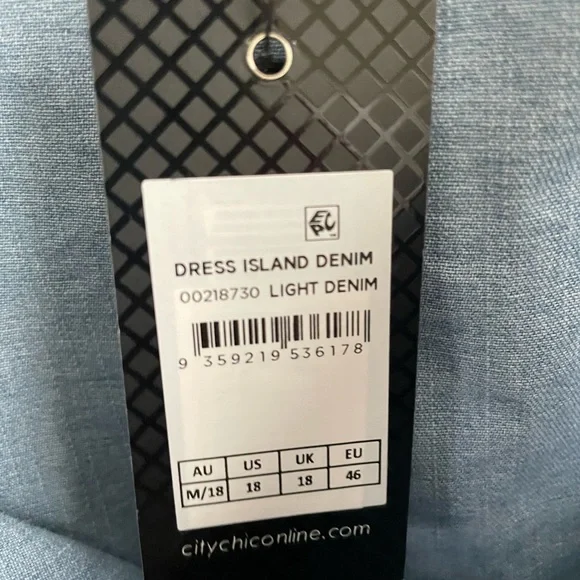 EPC
DRESS ISLAND DENIM
00218730 LIGHT DENIM
9 359219 536178
AU US UK EU
M/18 18 18 46
citychiconline.com